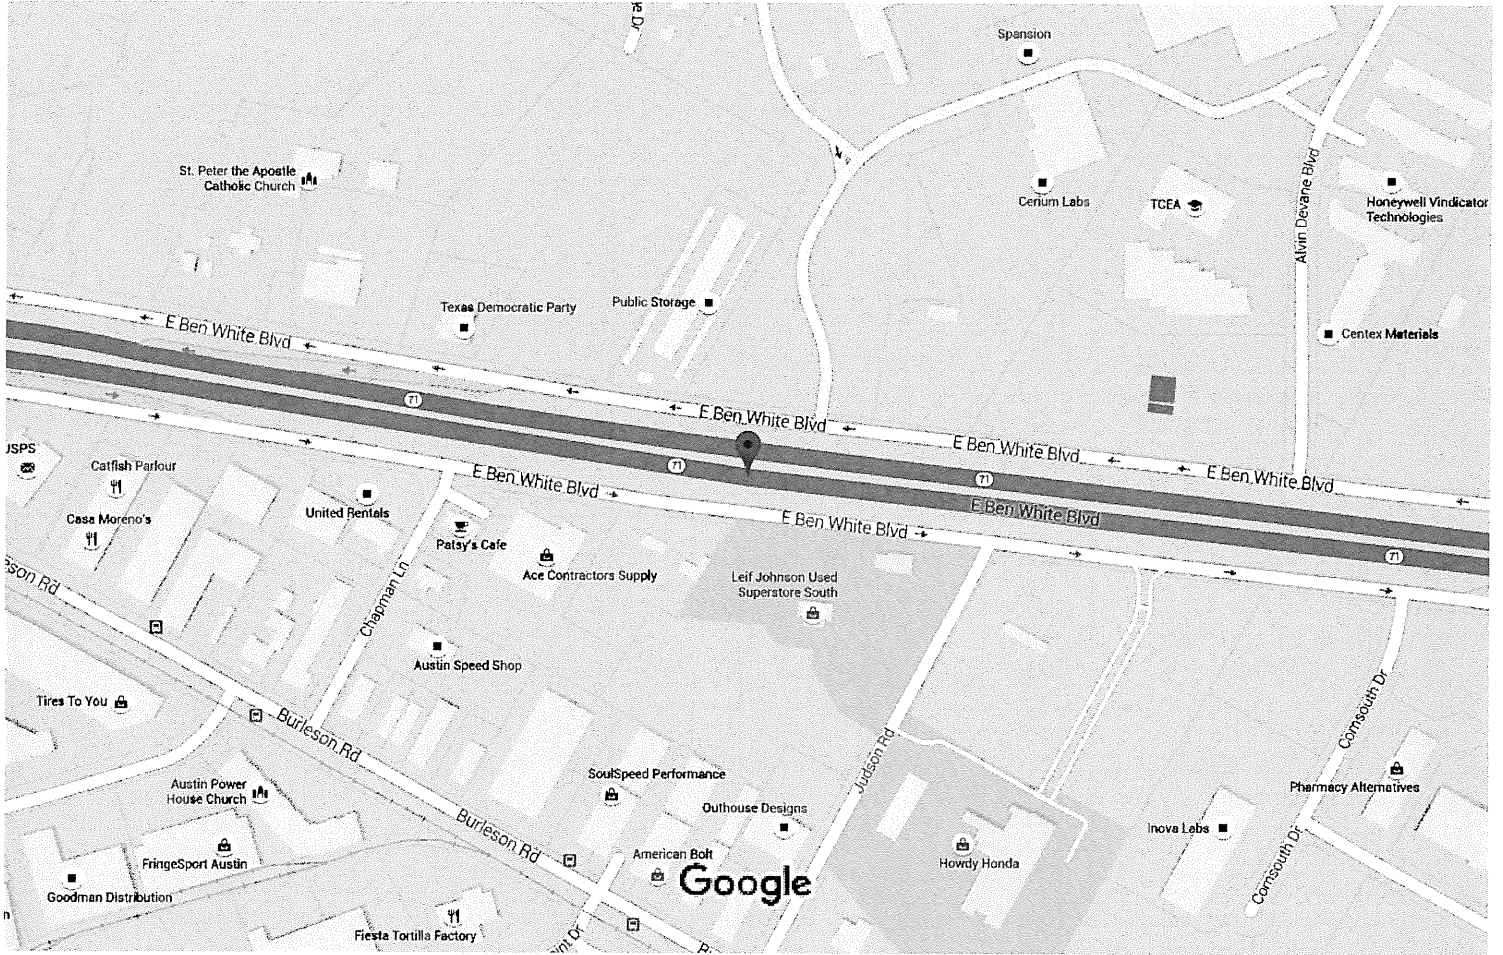 ke Dr
Spansion
St. Peter the Apostle
Catholic Church
Cerium Labs
TCEA
Alvin Devane Blvd
Honeywell Vindicator
Technologies
Texas Democratic Party
Public Storage
Centex Materials
E Ben White Blvd
71
E Ben White Blvd
E Ben White Blvd
E Ben White Blvd
71
71
E Ben White Blvd
E Ben White Blvd
E Ben White Blvd
71
USPS
Catfish Parlour
United Rentals
Casa Moreno's
Patsy's Cafe
Ace Contractors Supply
Leif Johnson Used
Superstore South
eson Rd
Chapman Ln
Austin Speed Shop
Tires To You
Burleson Rd
Judson Rd
Comsouth Dr
Austin Power
House Church
SoulSpeed Performance
Outhouse Designs
Pharmacy Alternatives
Inova Labs
Burleson Rd
American Bolt
Howdy Honda
Comsouth Dr
FringeSport Austin
Google
Goodman Distribution
Fiesta Tortilla Factory